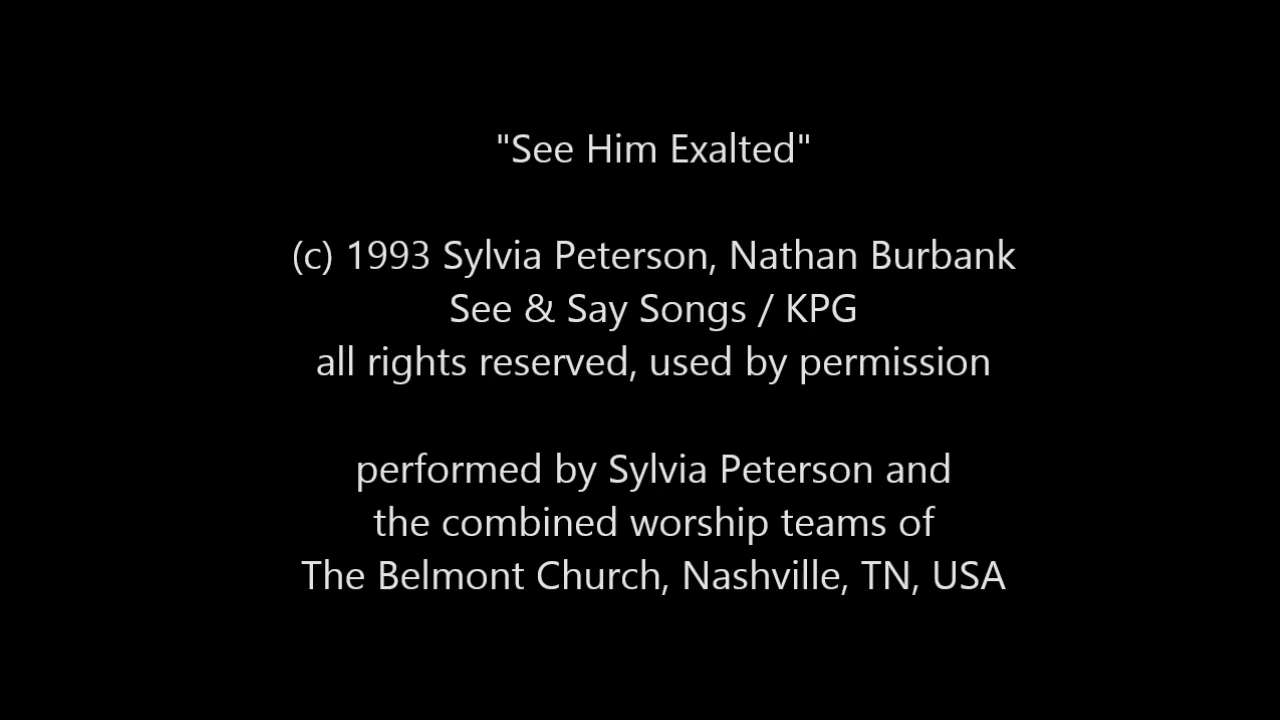 "See Him Exalted"
(c) 1993 Sylvia Peterson, Nathan Burbank
See & Say Songs / KPG
all rights reserved, used by permission
performed by Sylvia Peterson and
the combined worship teams of
The Belmont Church, Nashville, TN, USA